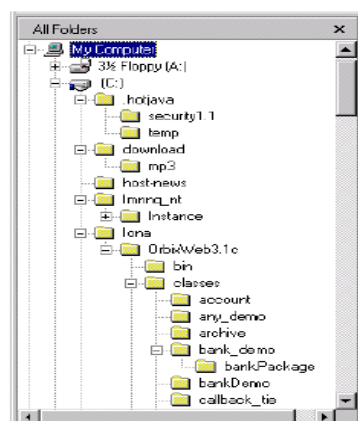 All Folders
My Computer
3½ Floppy (A:)
(C:)
.hotjava
security1.1
temp
download
mp3
host-news
lmnnq_nt
Instance
Iona
OrbixWeb3.1c
bin
classes
account
any_demo
archive
bank_demo
bankPackage
bankDemo
callback_tie